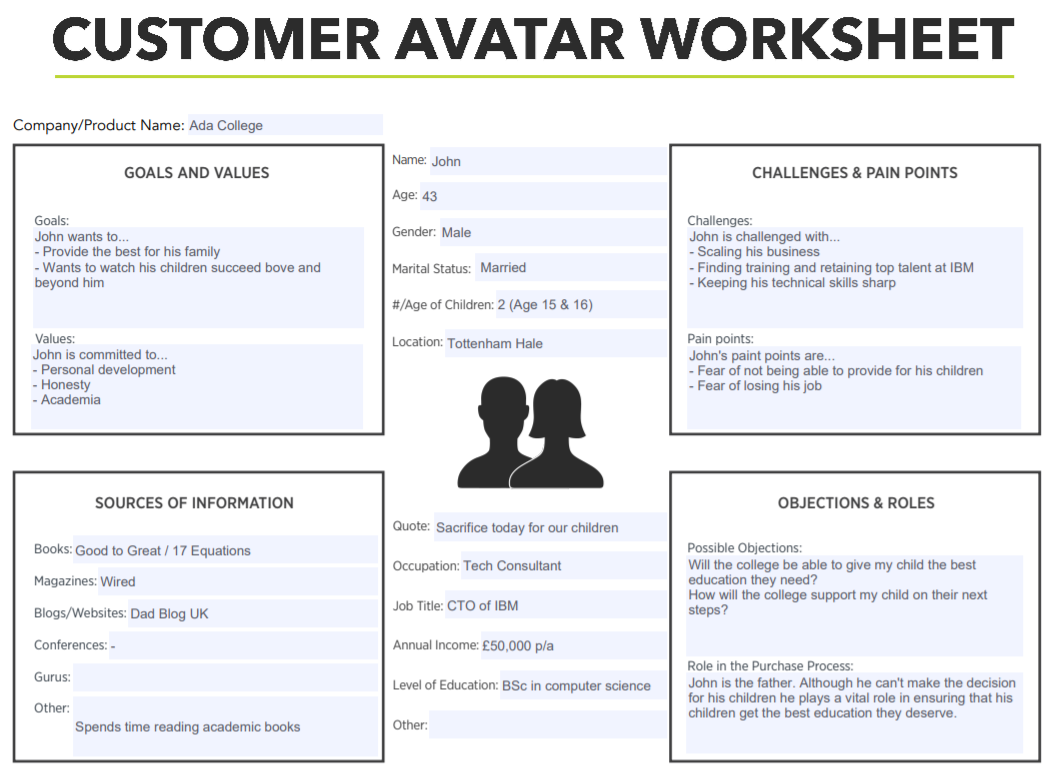 CUSTOMER AVATAR WORKSHEET
Company/Product Name: Ada College
GOALS AND VALUES
Goals:
John wants to...
- Provide the best for his family
- Wants to watch his children succeed bove and
beyond him
Values:
John is committed to...
- Personal development
- Honesty
- Academia
Name: John
Age: 43
Gender: Male
Marital Status: Married
#/Age of Children: 2 (Age 15 & 16)
Location: Tottenham Hale
CHALLENGES & PAIN POINTS
Challenges:
John is challenged with...
- Scaling his business
- Finding training and retaining top talent at IBM
- Keeping his technical skills sharp
Pain points:
John's paint points are...
- Fear of not being able to provide for his children
- Fear of losing his job
SOURCES OF INFORMATION
Books: Good to Great / 17 Equations
Magazines: Wired
Blogs/Websites: Dad Blog UK
Conferences: -
Gurus:
Other:
Spends time reading academic books
Quote: Sacrifice today for our children
Occupation: Tech Consultant
Job Title: CTO of IBM
Annual Income: £50,000 p/a
Level of Education: BSc in computer science
Other:
OBJECTIONS & ROLES
Possible Objections:
Will the college be able to give my child the best
education they need?
How will the college support my child on their next
steps?
Role in the Purchase Process:
John is the father. Although he can't make the decision
for his children he plays a vital role in ensuring that his
children get the best education they deserve.